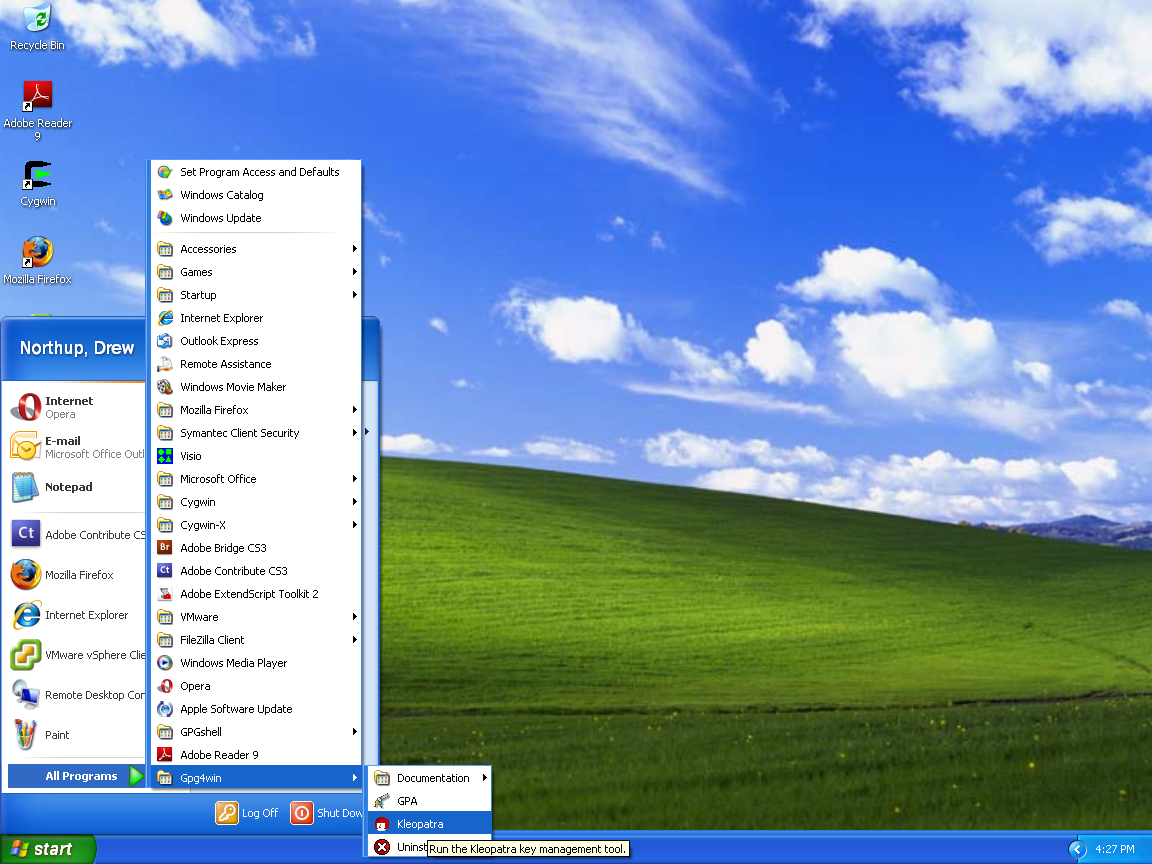 Recycle Bin
Adobe Reader
9
Cygwin
Mozilla Firefox
Northup, Drew
Internet
Opera
E-mail
Microsoft Office Outl
Notepad
Ct
Adobe Contribute CS
Mozilla Firefox
Internet Explorer
VMware vSphere Clie
Remote Desktop Con
Paint
All Programs
Log Off
Shut Dow
start
Set Program Access and Defaults
Windows Catalog
Windows Update
Accessories
Games
Startup
Internet Explorer
Outlook Express
Remote Assistance
Windows Movie Maker
Mozilla Firefox
Symantec Client Security
Visio
Microsoft Office
Cygwin
Cygwin-X
Br
Adobe Bridge CS3
Ct
Adobe Contribute CS3
Adobe ExtendScript Toolkit 2
VMware
FileZilla Client
Windows Media Player
Opera
Apple Software Update
GPGshell
Adobe Reader 9
Gpg4win
Documentation
GPA
Kleopatra
Uninst
Run the Kleopatra key management tool.
4:27 PM